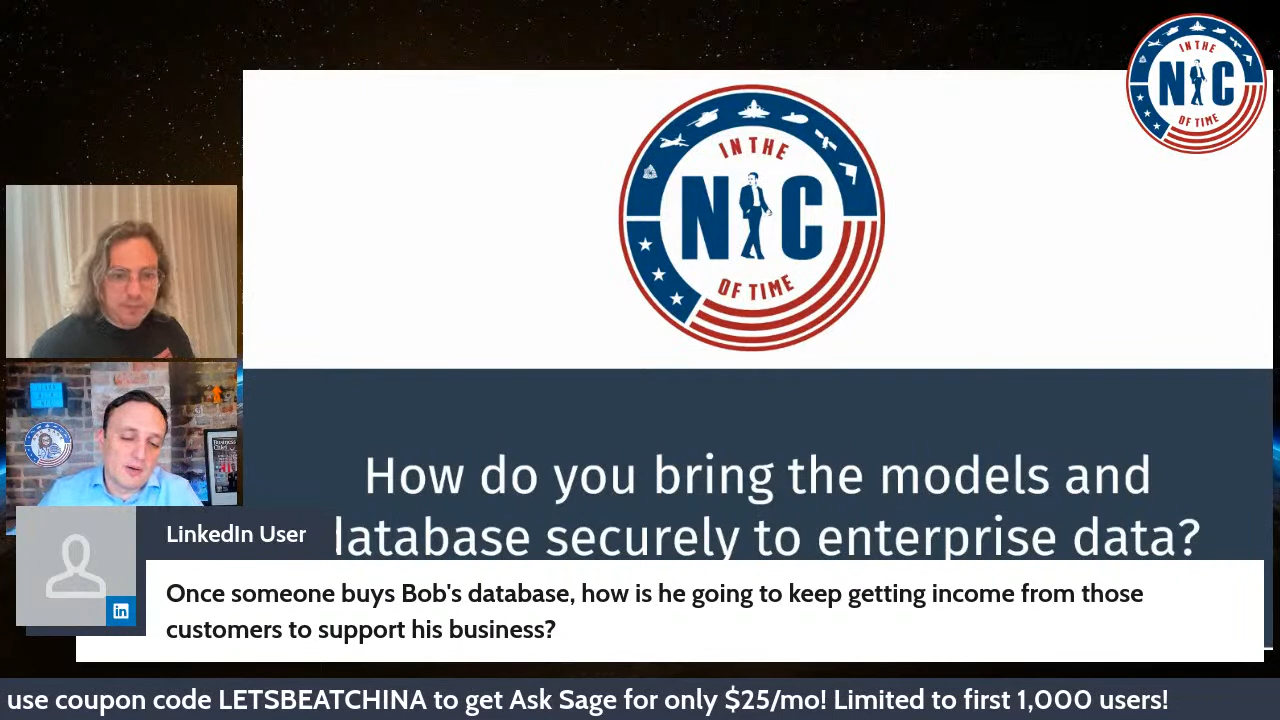 IN THE
NIC
OF TIME
IN THE
NIC
OF TIME
How do you bring the models and
latabase securely to enterprise data?
LinkedIn User
in
Once someone buys Bob's database, how is he going to keep getting income from those
customers to support his business?
use coupon code LETSBEATCHINA to get Ask Sage for only $25/mo! Limited to first 1,000 users!